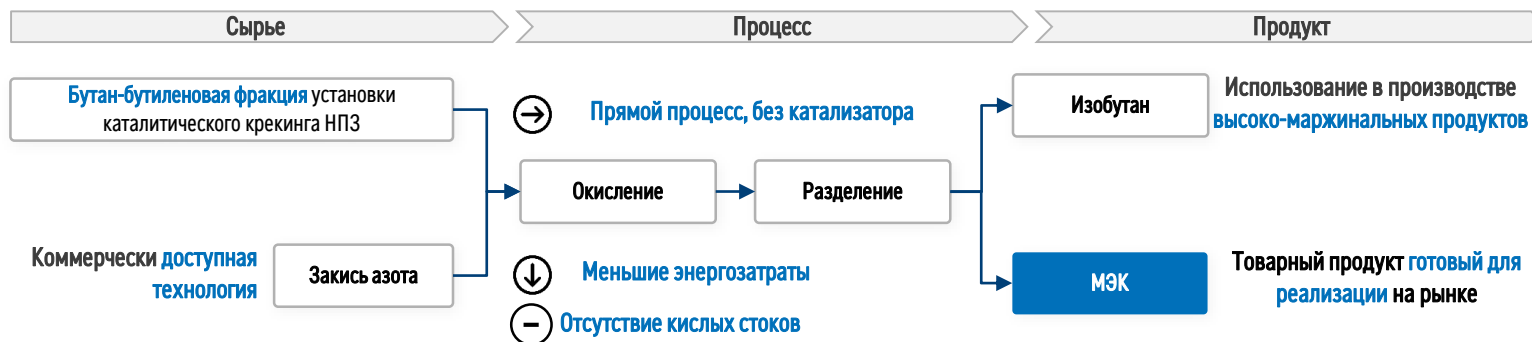 Сырье
Процесс
Продукт
Бутан-бутиленовая фракция установки
каталитического крекинга НПЗ
Прямой процесс, без катализатора
Изобутан
Использование в производстве
высоко-маржинальных продуктов
Окисление
Разделение
Коммерчески доступная
технология
Закись азота
Меньшие энергозатраты
Отсутствие кислых стоков
МЭК
Товарный продукт готовый для
реализации на рынке